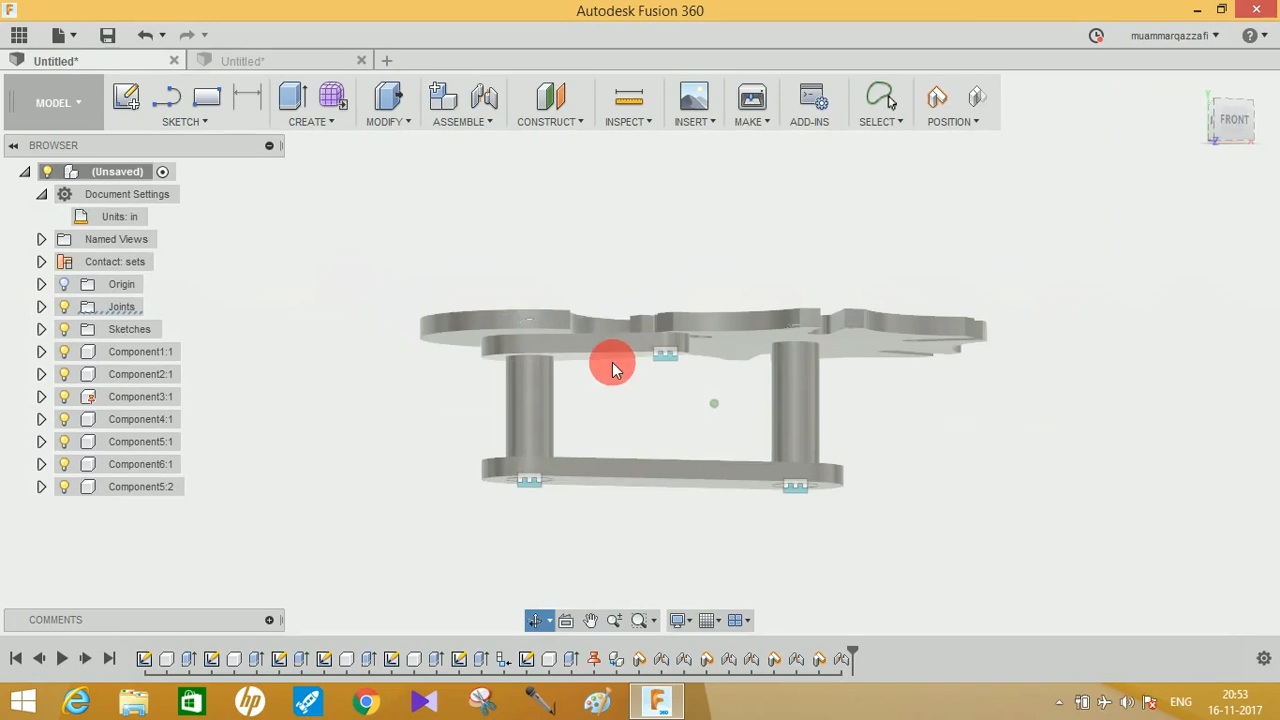 Autodesk Fusion 360
muammarqazzafi
Untitled*
Untitled*
MODEL
SKETCH
CREATE
MODIFY
ASSEMBLE
CONSTRUCT
INSPECT
INSERT
MAKE
ADD-INS
SELECT
POSITION
FRONT
BROWSER
(Unsaved)
Document Settings
Units: in
Named Views
Contact: sets
Origin
Joints
Sketches
Component1:1
Component2:1
Component3:1
Component4:1
Component5:1
Component6:1
Component5:2
COMMENTS
ENG
20:53
16-11-2017